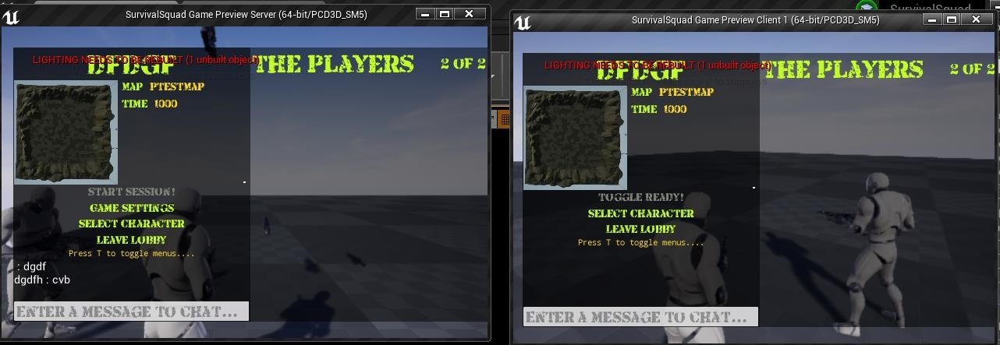 SurvivalSquad Game Preview Server (64-bit/PCD3D_SM5)
LIGHTING NEEDS TO BE REBUILT (1 unbuilt object)
THE PLAYERS
2 OF 2
MAP PTESTMAP
TIME 1000
START SESSION!
GAME SETTINGS
SELECT CHARACTER
LEAVE LOBBY
Press T to toggle menus....
: dgdf
dgdfh : cvb
ENTER A MESSAGE TO CHAT...
SurvivalSquad
SurvivalSquad Game Preview Client 1 (64-bit/PCD3D_SM5)
LIGHTING NEEDS TO BE REBUILT (1 unbuilt object)
THE PLAYERS
2 OF 2
MAP PTESTMAP
TIME 1000
TOGGLE READY!
SELECT CHARACTER
LEAVE LOBBY
Press T to toggle menus....
ENTER A MESSAGE TO CHAT...